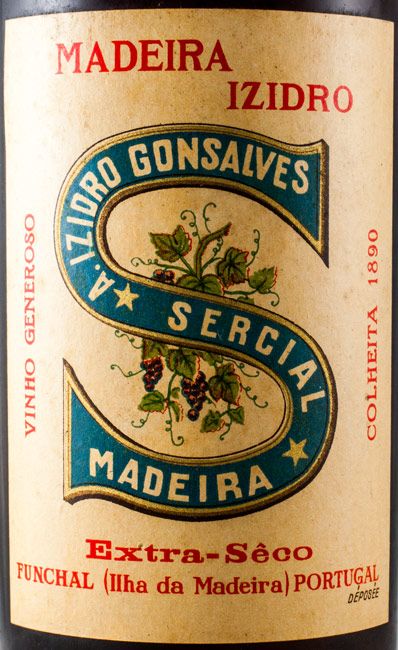 MADEIRA
IZIDRO
A. IZIDRO GONSALVES
SERCIAL
MADEIRA
VINHO GENEROSO
COLHEITA 1890
Extra-Sêco
FUNCHAL (Ilha da Madeira) PORTUGAL
DÉPOSÉE